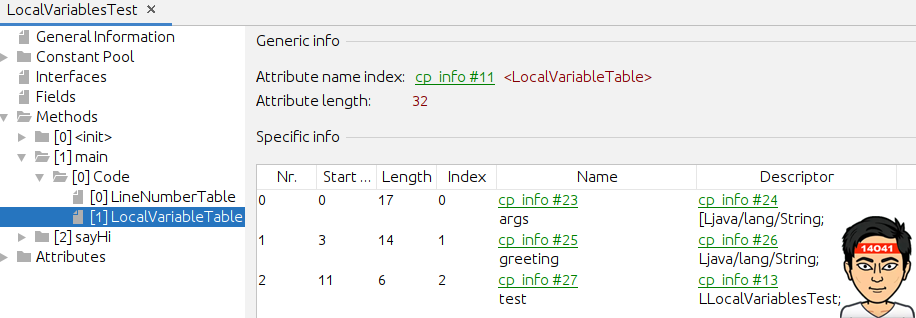 LocalVariablesTest ×
General Information
Constant Pool
Interfaces
Fields
Methods
[0] <init>
[1] main
[0] Code
[0] LineNumberTable
[1] LocalVariableTable
[2] sayHi
Attributes
Generic info
Attribute name index: cp_info #11 <LocalVariableTable>
Attribute length: 32
Specific info
Nr. Start ... Length Index Name Descriptor
0 0 17 0 cp_info #23 cp_info #24
args [Ljava/lang/String;
1 3 14 1 cp_info #25 cp_info #26
greeting Ljava/lang/String;
2 11 6 2 cp_info #27 cp_info #13
test LLocalVariablesTest;
14041